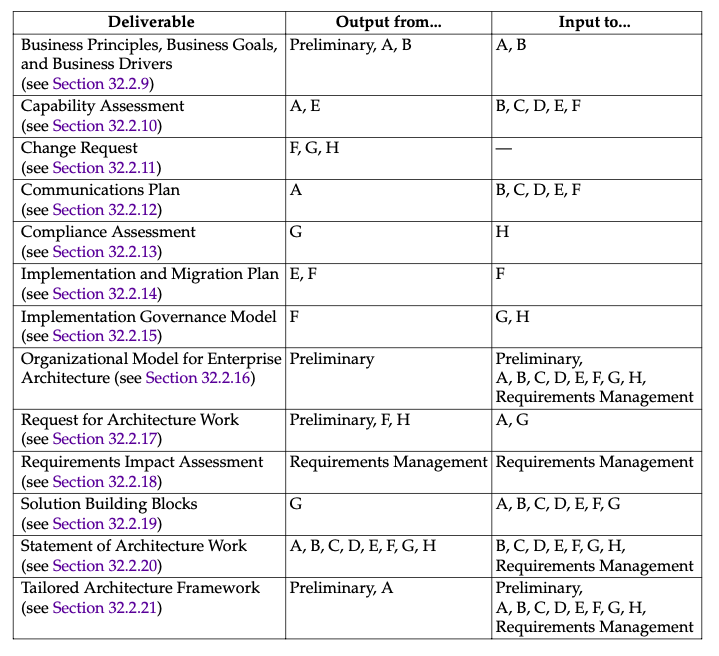 Deliverable Output from... Input to...
Business Principles, Business Goals, Preliminary, A, B A, B
and Business Drivers
(see Section 32.2.9)
Capability Assessment A, E B, C, D, E, F
(see Section 32.2.10)
Change Request F, G, H —
(see Section 32.2.11)
Communications Plan A B, C, D, E, F
(see Section 32.2.12)
Compliance Assessment G H
(see Section 32.2.13)
Implementation and Migration Plan E, F F
(see Section 32.2.14)
Implementation Governance Model F G, H
(see Section 32.2.15)
Organizational Model for Enterprise Preliminary Preliminary,
Architecture (see Section 32.2.16) A, B, C, D, E, F, G, H,
Requirements Management
Request for Architecture Work Preliminary, F, H A, G
(see Section 32.2.17)
Requirements Impact Assessment Requirements Management Requirements Management
(see Section 32.2.18)
Solution Building Blocks G A, B, C, D, E, F, G
(see Section 32.2.19)
Statement of Architecture Work A, B, C, D, E, F, G, H B, C, D, E, F, G, H,
(see Section 32.2.20) Requirements Management
Tailored Architecture Framework Preliminary, A Preliminary,
(see Section 32.2.21) A, B, C, D, E, F, G, H,
Requirements Management